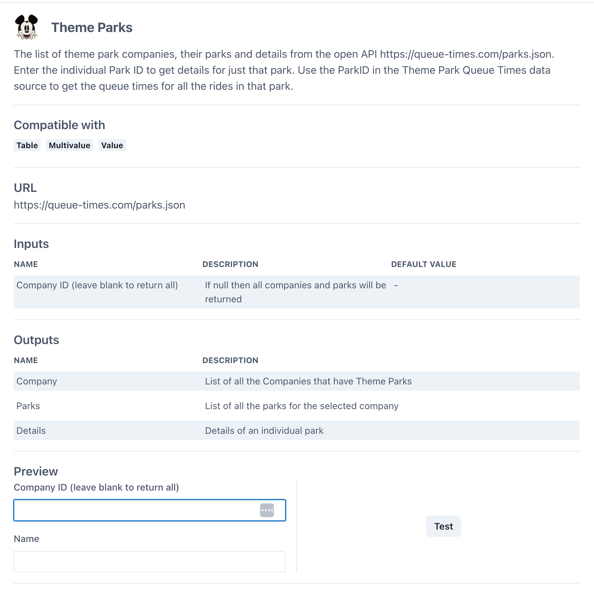 Theme Parks
The list of theme park companies, their parks and details from the open API https://queue-times.com/parks.json.
Enter the individual Park ID to get details for just that park. Use the ParkID in the Theme Park Queue Times data
source to get the queue times for all the rides in that park.
Compatible with
Table Multivalue Value
URL
https://queue-times.com/parks.json
Inputs
NAME DESCRIPTION DEFAULT VALUE
Company ID (leave blank to return all) If null then all companies and parks will be -
returned
Outputs
NAME DESCRIPTION
Company List of all the Companies that have Theme Parks
Parks List of all the parks for the selected company
Details Details of an individual park
Preview
Company ID (leave blank to return all)
Test
Name